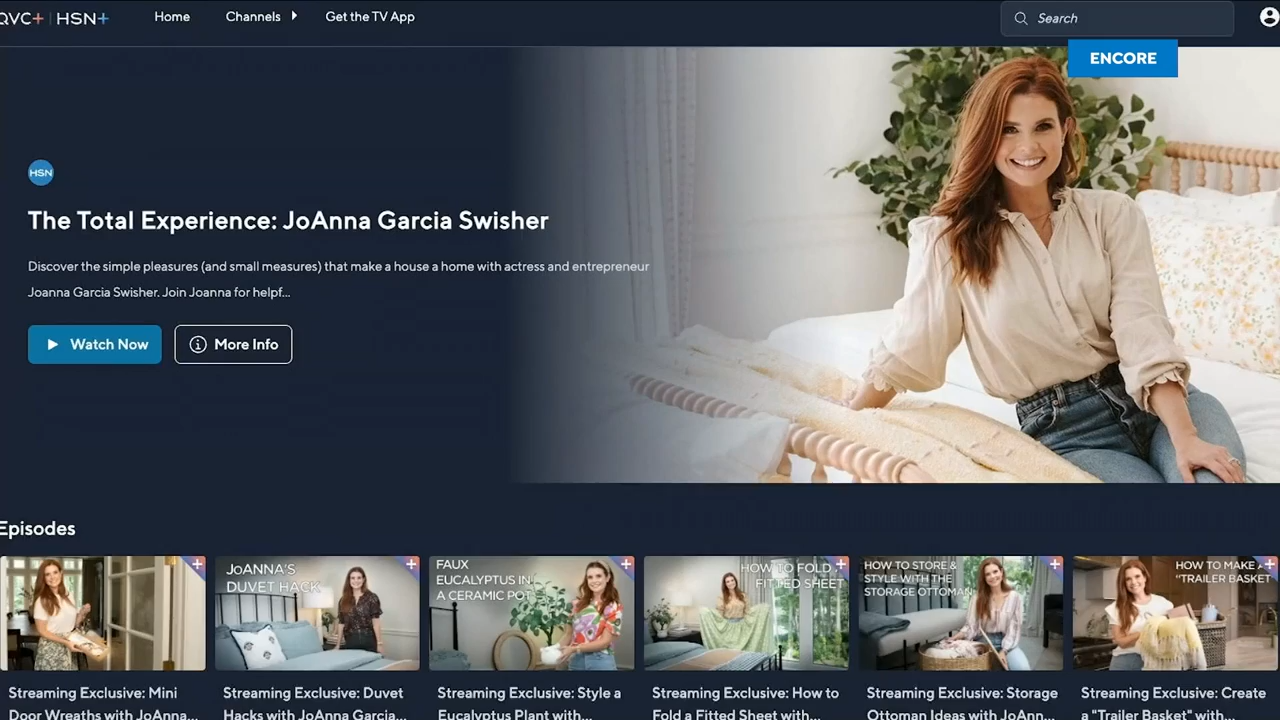 QVC+ | HSN+
Home
Channels
Get the TV App
Search
ENCORE
HSN
The Total Experience: JoAnna Garcia Swisher
Discover the simple pleasures (and small measures) that make a house a home with actress and entrepreneur
Joanna Garcia Swisher. Join Joanna for helpf...
Watch Now
More Info
Episodes
JoANNA'S
DUVET HACK
FAUX
EUCALYPTUS IN
A CERAMIC POT
HOW TO FOLD A
FITTED SHEET
HOW TO STORE &
STYLE WITH THE
STORAGE OTTOMAN
HOW TO MAKE A
"TRAILER BASKET"
Streaming Exclusive: Mini
Door Wreaths with JoAnna...
Streaming Exclusive: Duvet
Hacks with JoAnna Garcia...
Streaming Exclusive: Style a
Eucalyptus Plant with...
Streaming Exclusive: How to
Fold a Fitted Sheet with...
Streaming Exclusive: Storage
Ottoman Ideas with JoAnn...
Streaming Exclusive: Create
a "Trailer Basket" with...